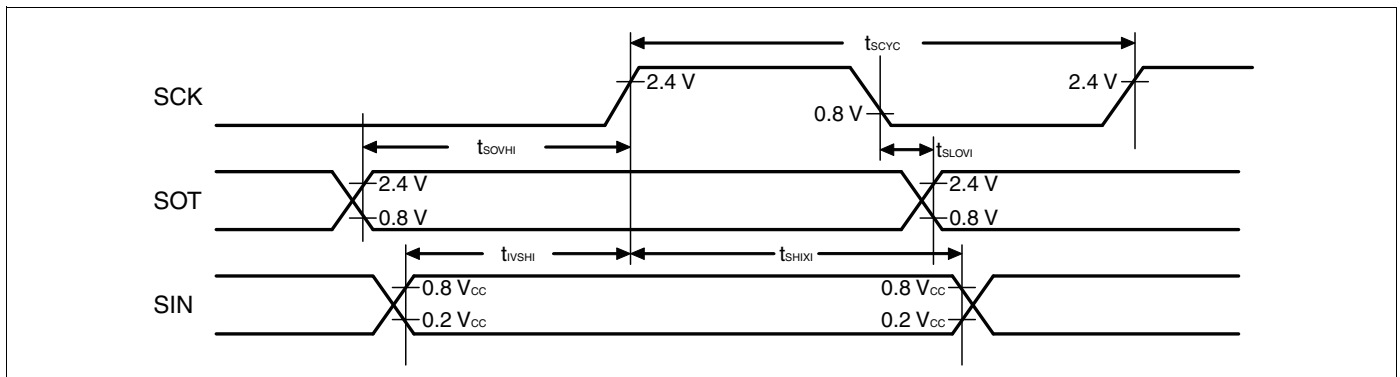 tSCYC
SCK
2.4 V
0.8 V
2.4 V
tSOVHI
tSLOVI
SOT
2.4 V
0.8 V
2.4 V
0.8 V
tIVSHI
tSHIXI
SIN
0.8 VCC
0.2 VCC
0.8 VCC
0.2 VCC